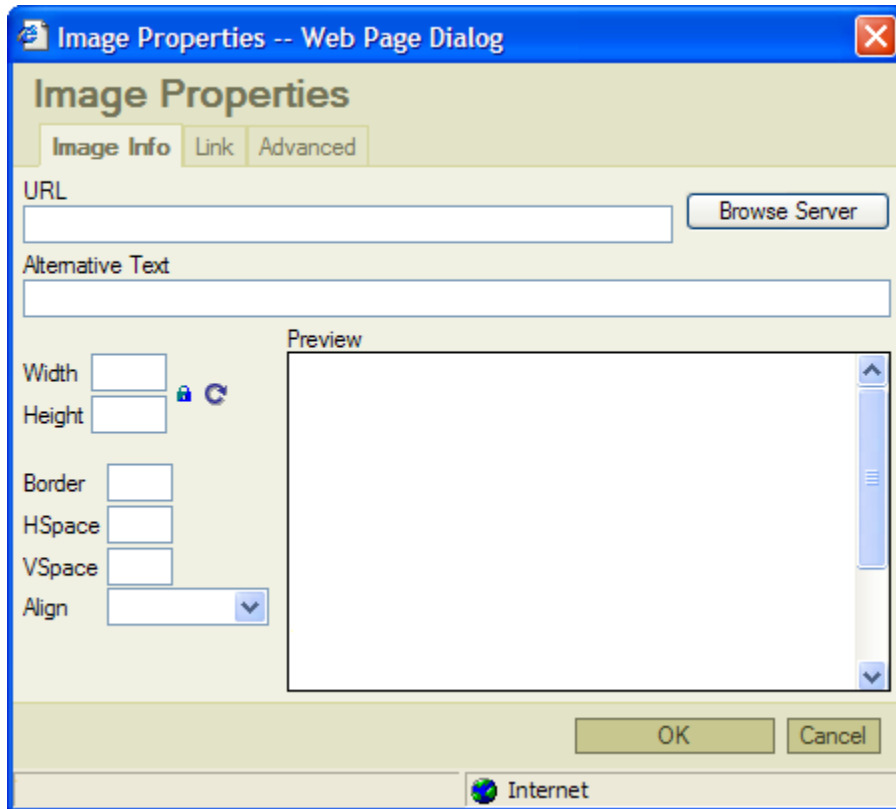 Image Properties -- Web Page Dialog
Image Properties
Image Info Link Advanced
URL
Browse Server
Alternative Text
Preview
Width
Height
Border
HSpace
VSpace
Align
OK Cancel
Internet